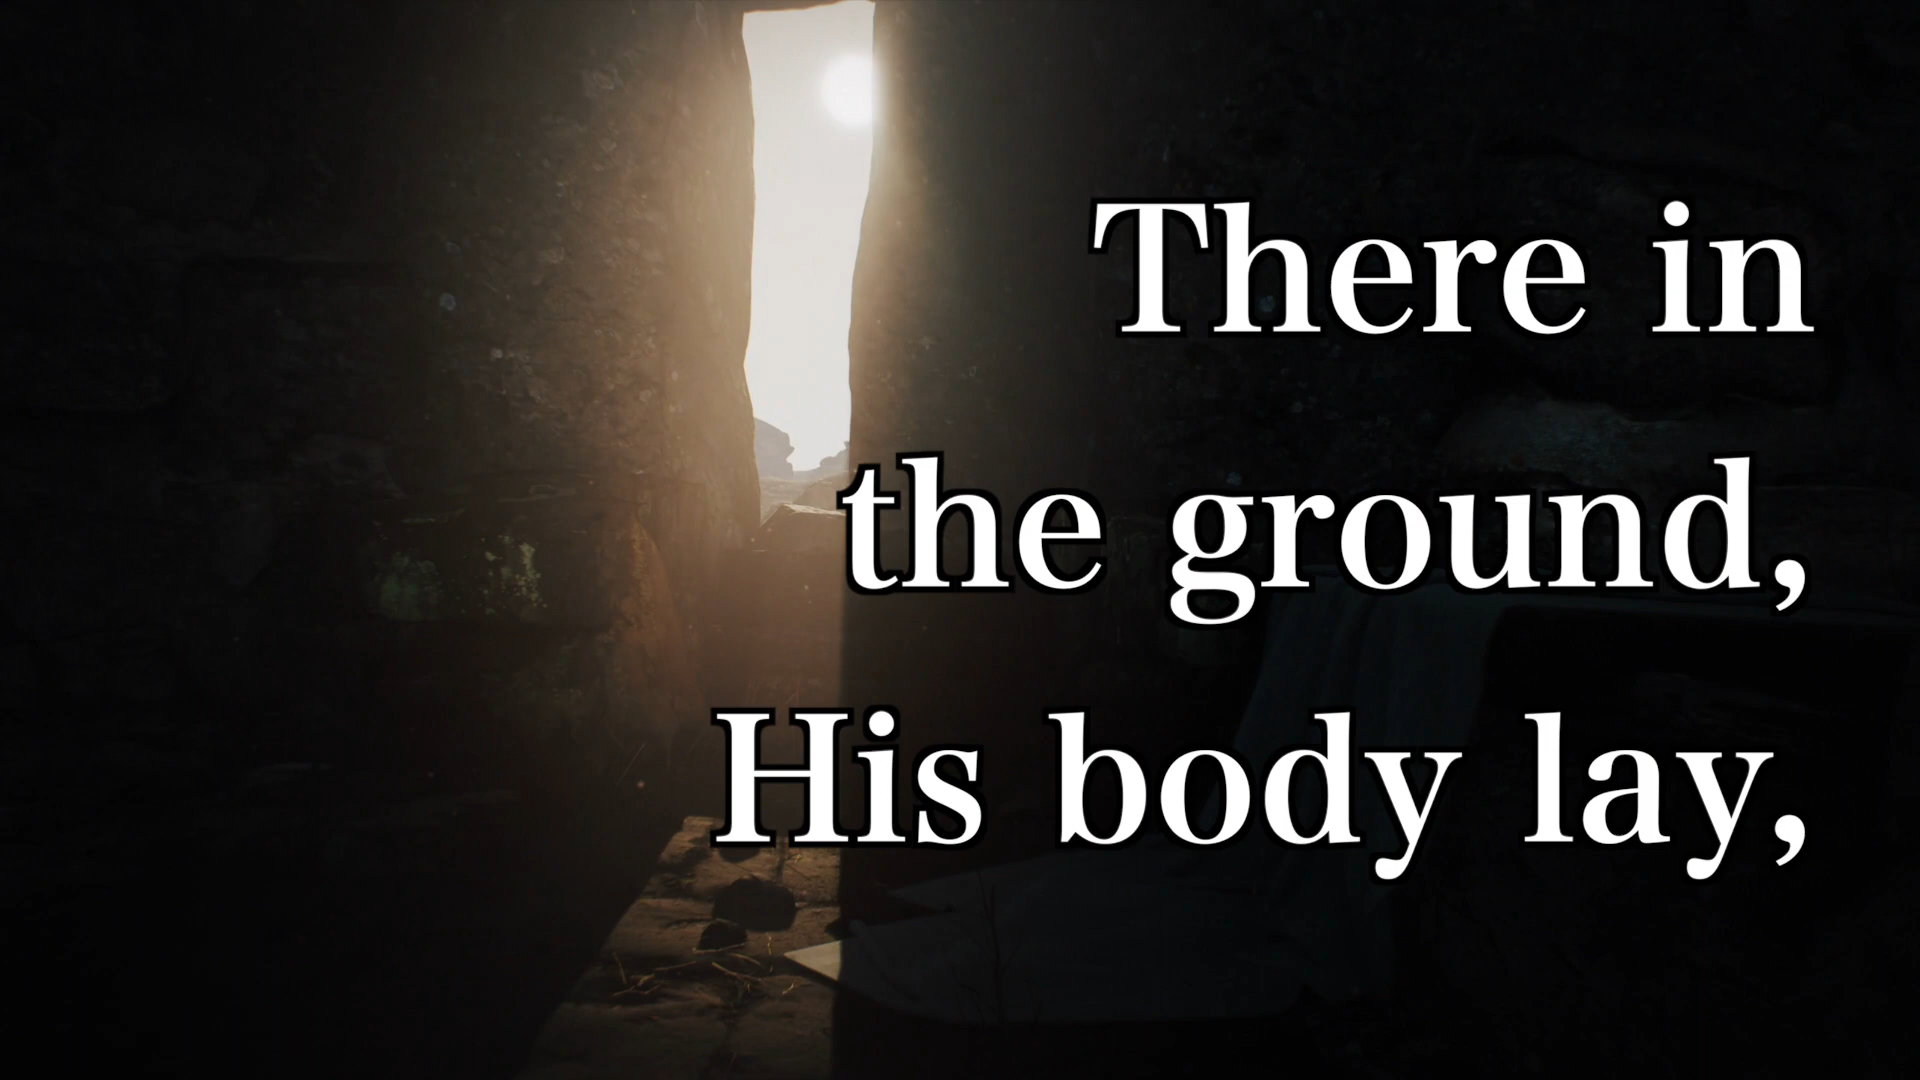 There in
the ground,
His body lay,